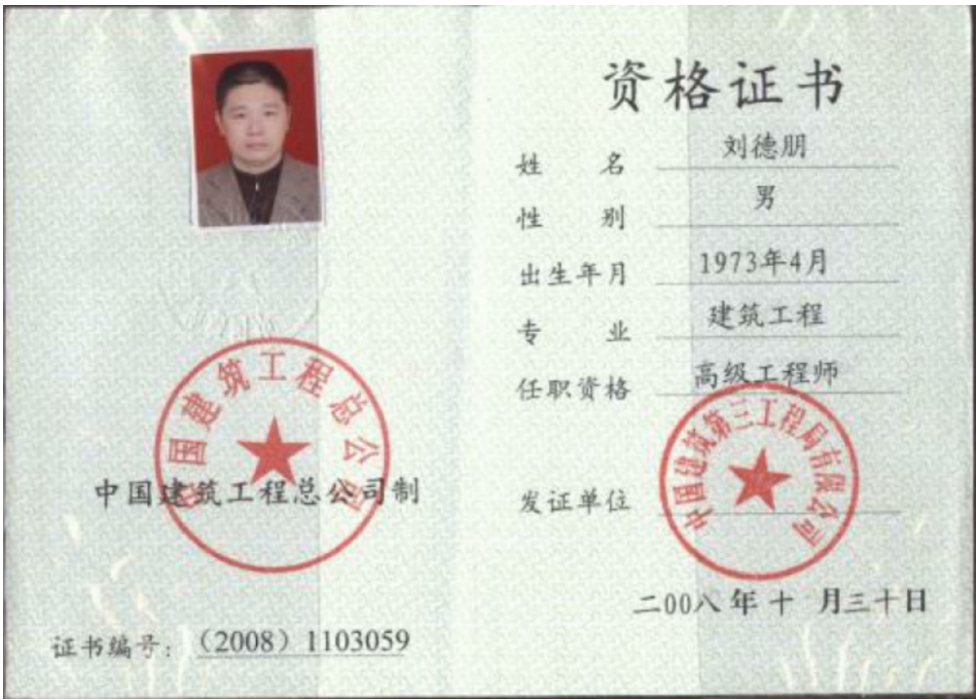 中国建筑工程总公司
中国建筑工程总公司制
证书编号：（2008）1103059
资格证书
姓 名 刘德朋
性 别 男
出生年月 1973年4月
专 业 建筑工程
任职资格 高级工程师
发证单位
中国建筑第三工程局有限公司
二00八年十 月三十日